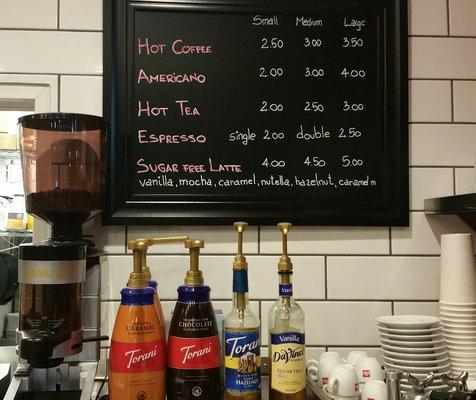 Small Medium Large
HOT COFFEE 2.50 3.00 3.50
AMERICANO 2.00 3.00 4.00
HOT TEA 2.00 2.50 3.00
ESPRESSO single 2.00 double 2.50
SUGAR FREE LATTE 4.00 4.50 5.00
vanilla, mocha, caramel, nutella, hazelnut, caramel m
CARAMEL
TORANI
CHOCOLATE
TORANI
TORANI
HAZELNUT
Vanilla
Vanilla
DaVinci
SUGAR FREE